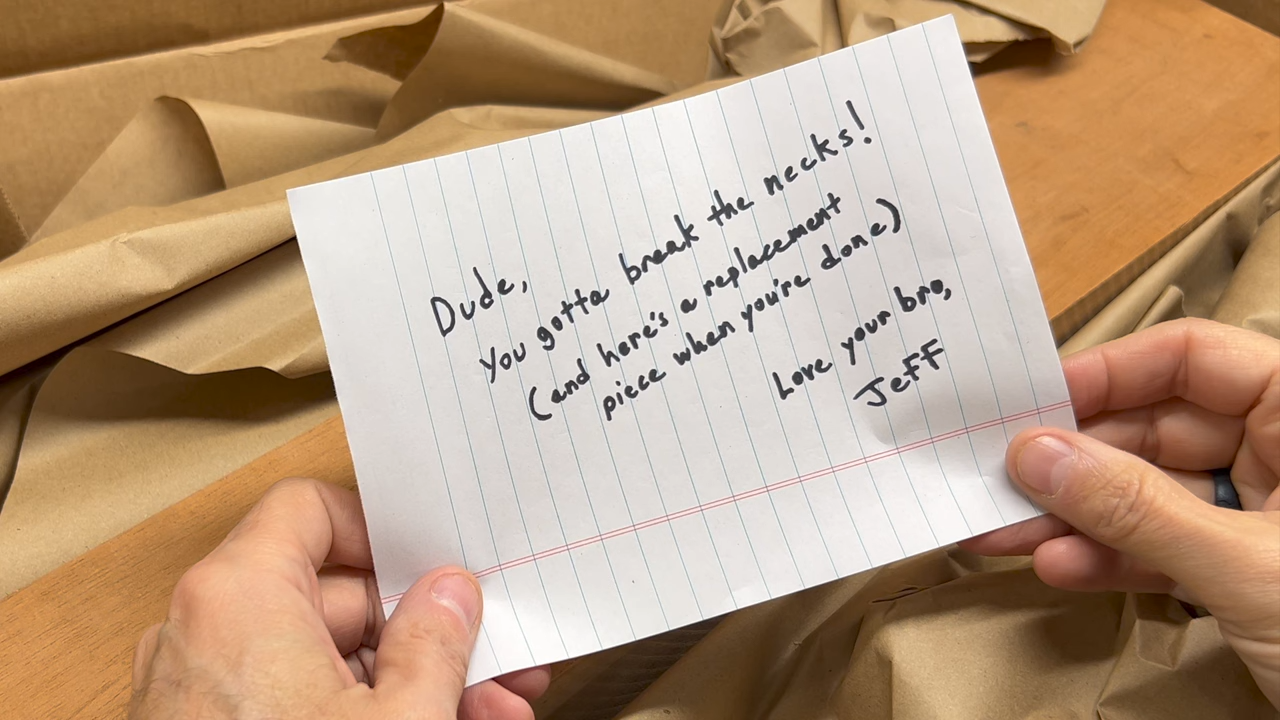 Dude,
You gotta break the necks!
(and here's a replacement
piece when you're done)
Love your bro,
Jeff